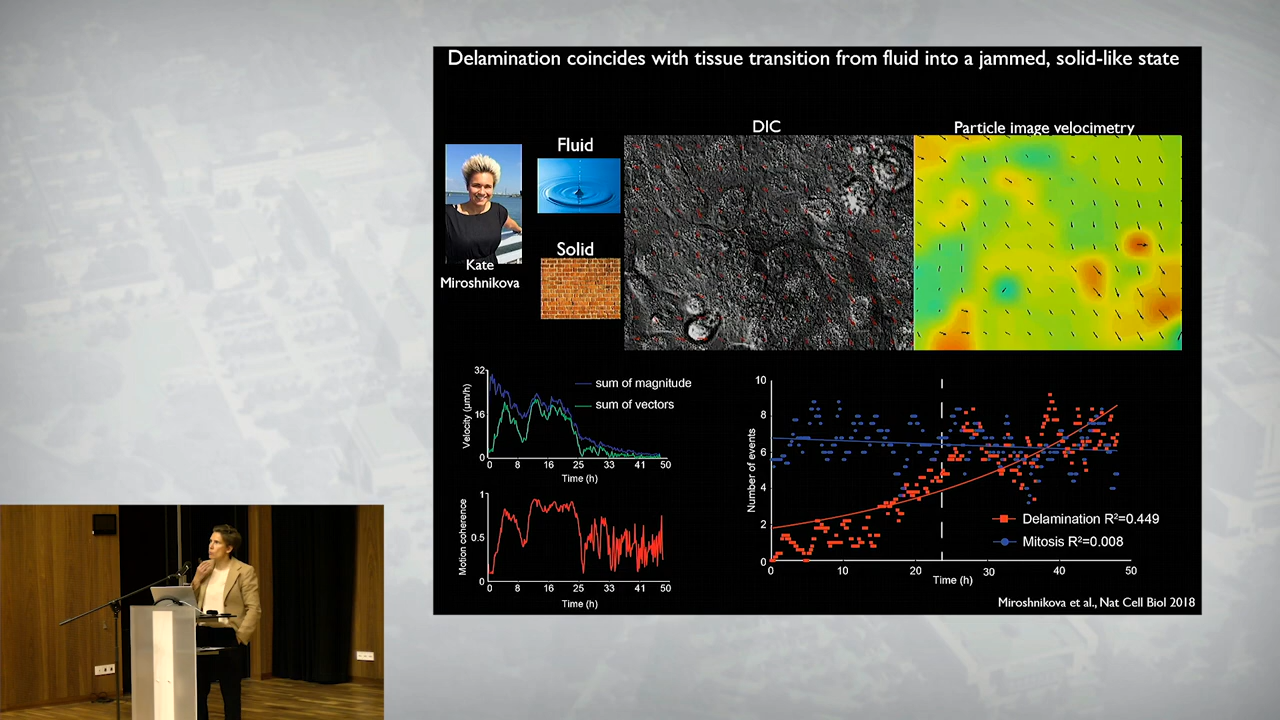 Delamination coincides with tissue transition from fluid into a jammed, solid-like state
DIC
Particle image velocimetry
Fluid
Solid
Kate
Miroshnikova
32
16
0
Velocity (µm/h)
sum of magnitude
sum of vectors
0 8 16 25 33 41 50
Time (h)
1
0.5
0
Motion coherence
0 8 16 25 33 41 50
Time (h)
10
8
6
4
2
0
Number of events
Delamination R²=0.449
Mitosis R²=0.008
0 10 20 30 40 50
Time (h)
Miroshnikova et al., Nat Cell Biol 2018